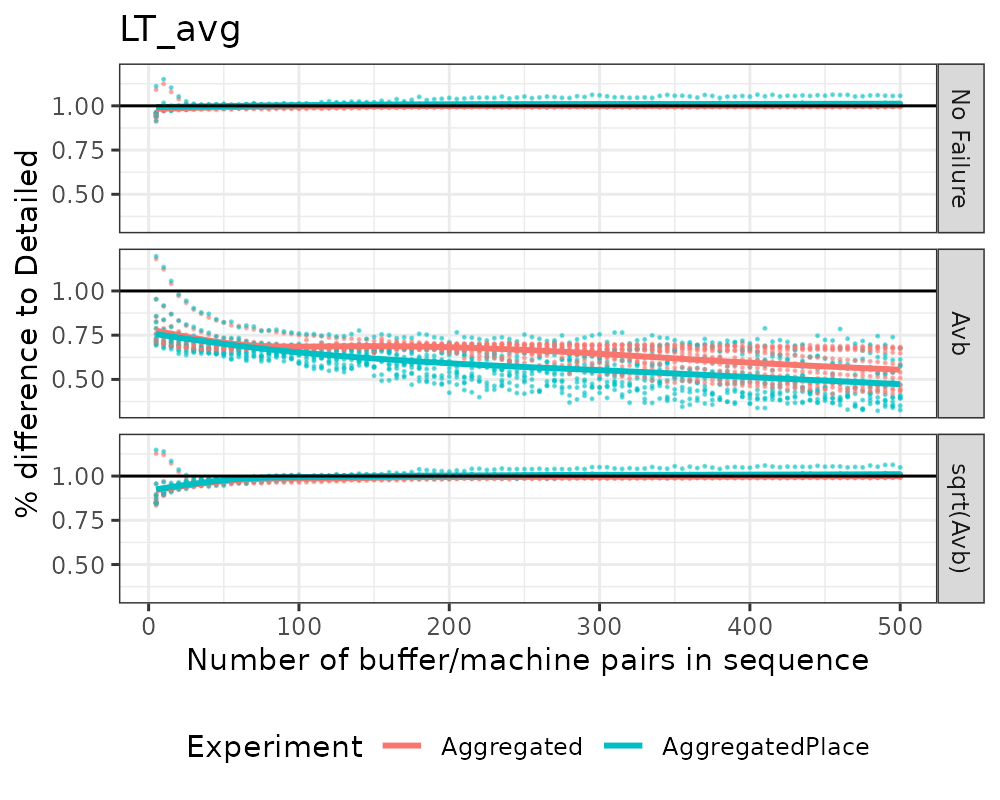 LT_avg
% difference to Detailed
1.00
0.75
0.50
No Failure
1.00
0.75
0.50
Avb
1.00
0.75
0.50
sqrt(Avb)
0 100 200 300 400 500
Number of buffer/machine pairs in sequence
Experiment Aggregated AggregatedPlace